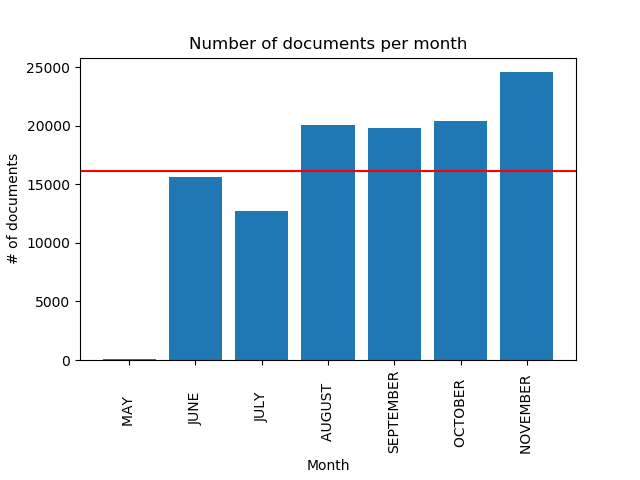 Number of documents per month
# of documents
25000
20000
15000
10000
5000
0
MAY
JUNE
JULY
AUGUST
SEPTEMBER
OCTOBER
NOVEMBER
Month